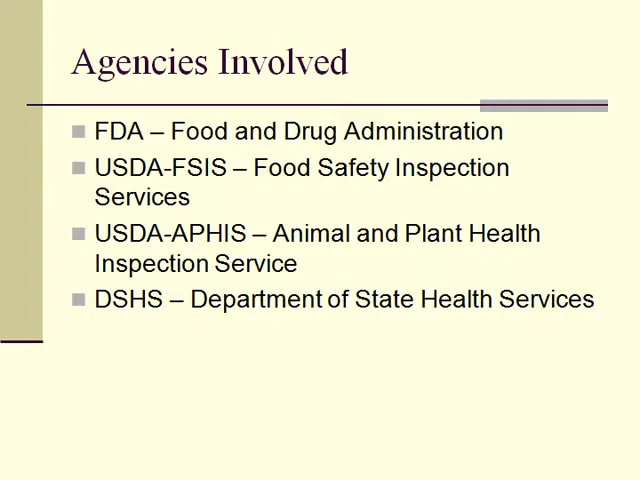 Agencies Involved
FDA – Food and Drug Administration
USDA-FSIS – Food Safety Inspection
Services
USDA-APHIS – Animal and Plant Health
Inspection Service
DSHS – Department of State Health Services